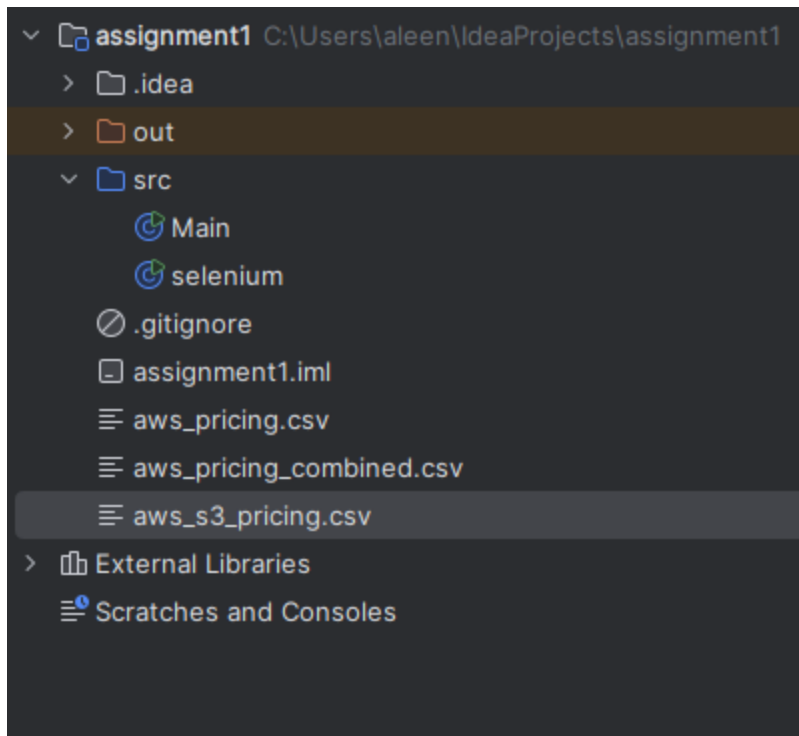 assignment1 C:\Users\aleen\IdeaProjects\assignment1
.idea
out
src
Main
selenium
.gitignore
assignment1.iml
aws_pricing.csv
aws_pricing_combined.csv
aws_s3_pricing.csv
External Libraries
Scratches and Consoles